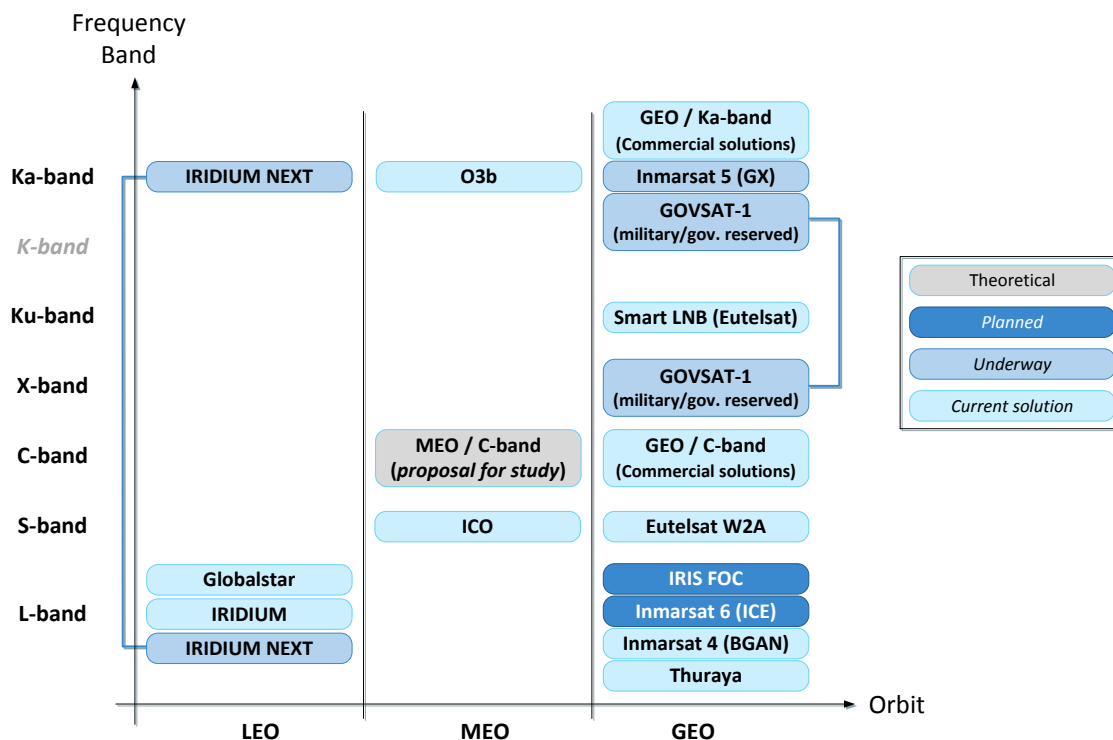 Frequency
Band
GEO / Ka-band
(Commercial solutions)
Ka-band
IRIDIUM NEXT
O3b
Inmarsat 5 (GX)
GOVSAT-1
(military/gov. reserved)
K-band
Theoretical
Ku-band
Smart LNB (Eutelsat)
Planned
Underway
X-band
GOVSAT-1
(military/gov. reserved)
Current solution
C-band
MEO / C-band
(proposal for study)
GEO / C-band
(Commercial solutions)
S-band
ICO
Eutelsat W2A
Globalstar
IRIS FOC
L-band
IRIDIUM
Inmarsat 6 (ICE)
IRIDIUM NEXT
Inmarsat 4 (BGAN)
Thuraya
Orbit
LEO
MEO
GEO